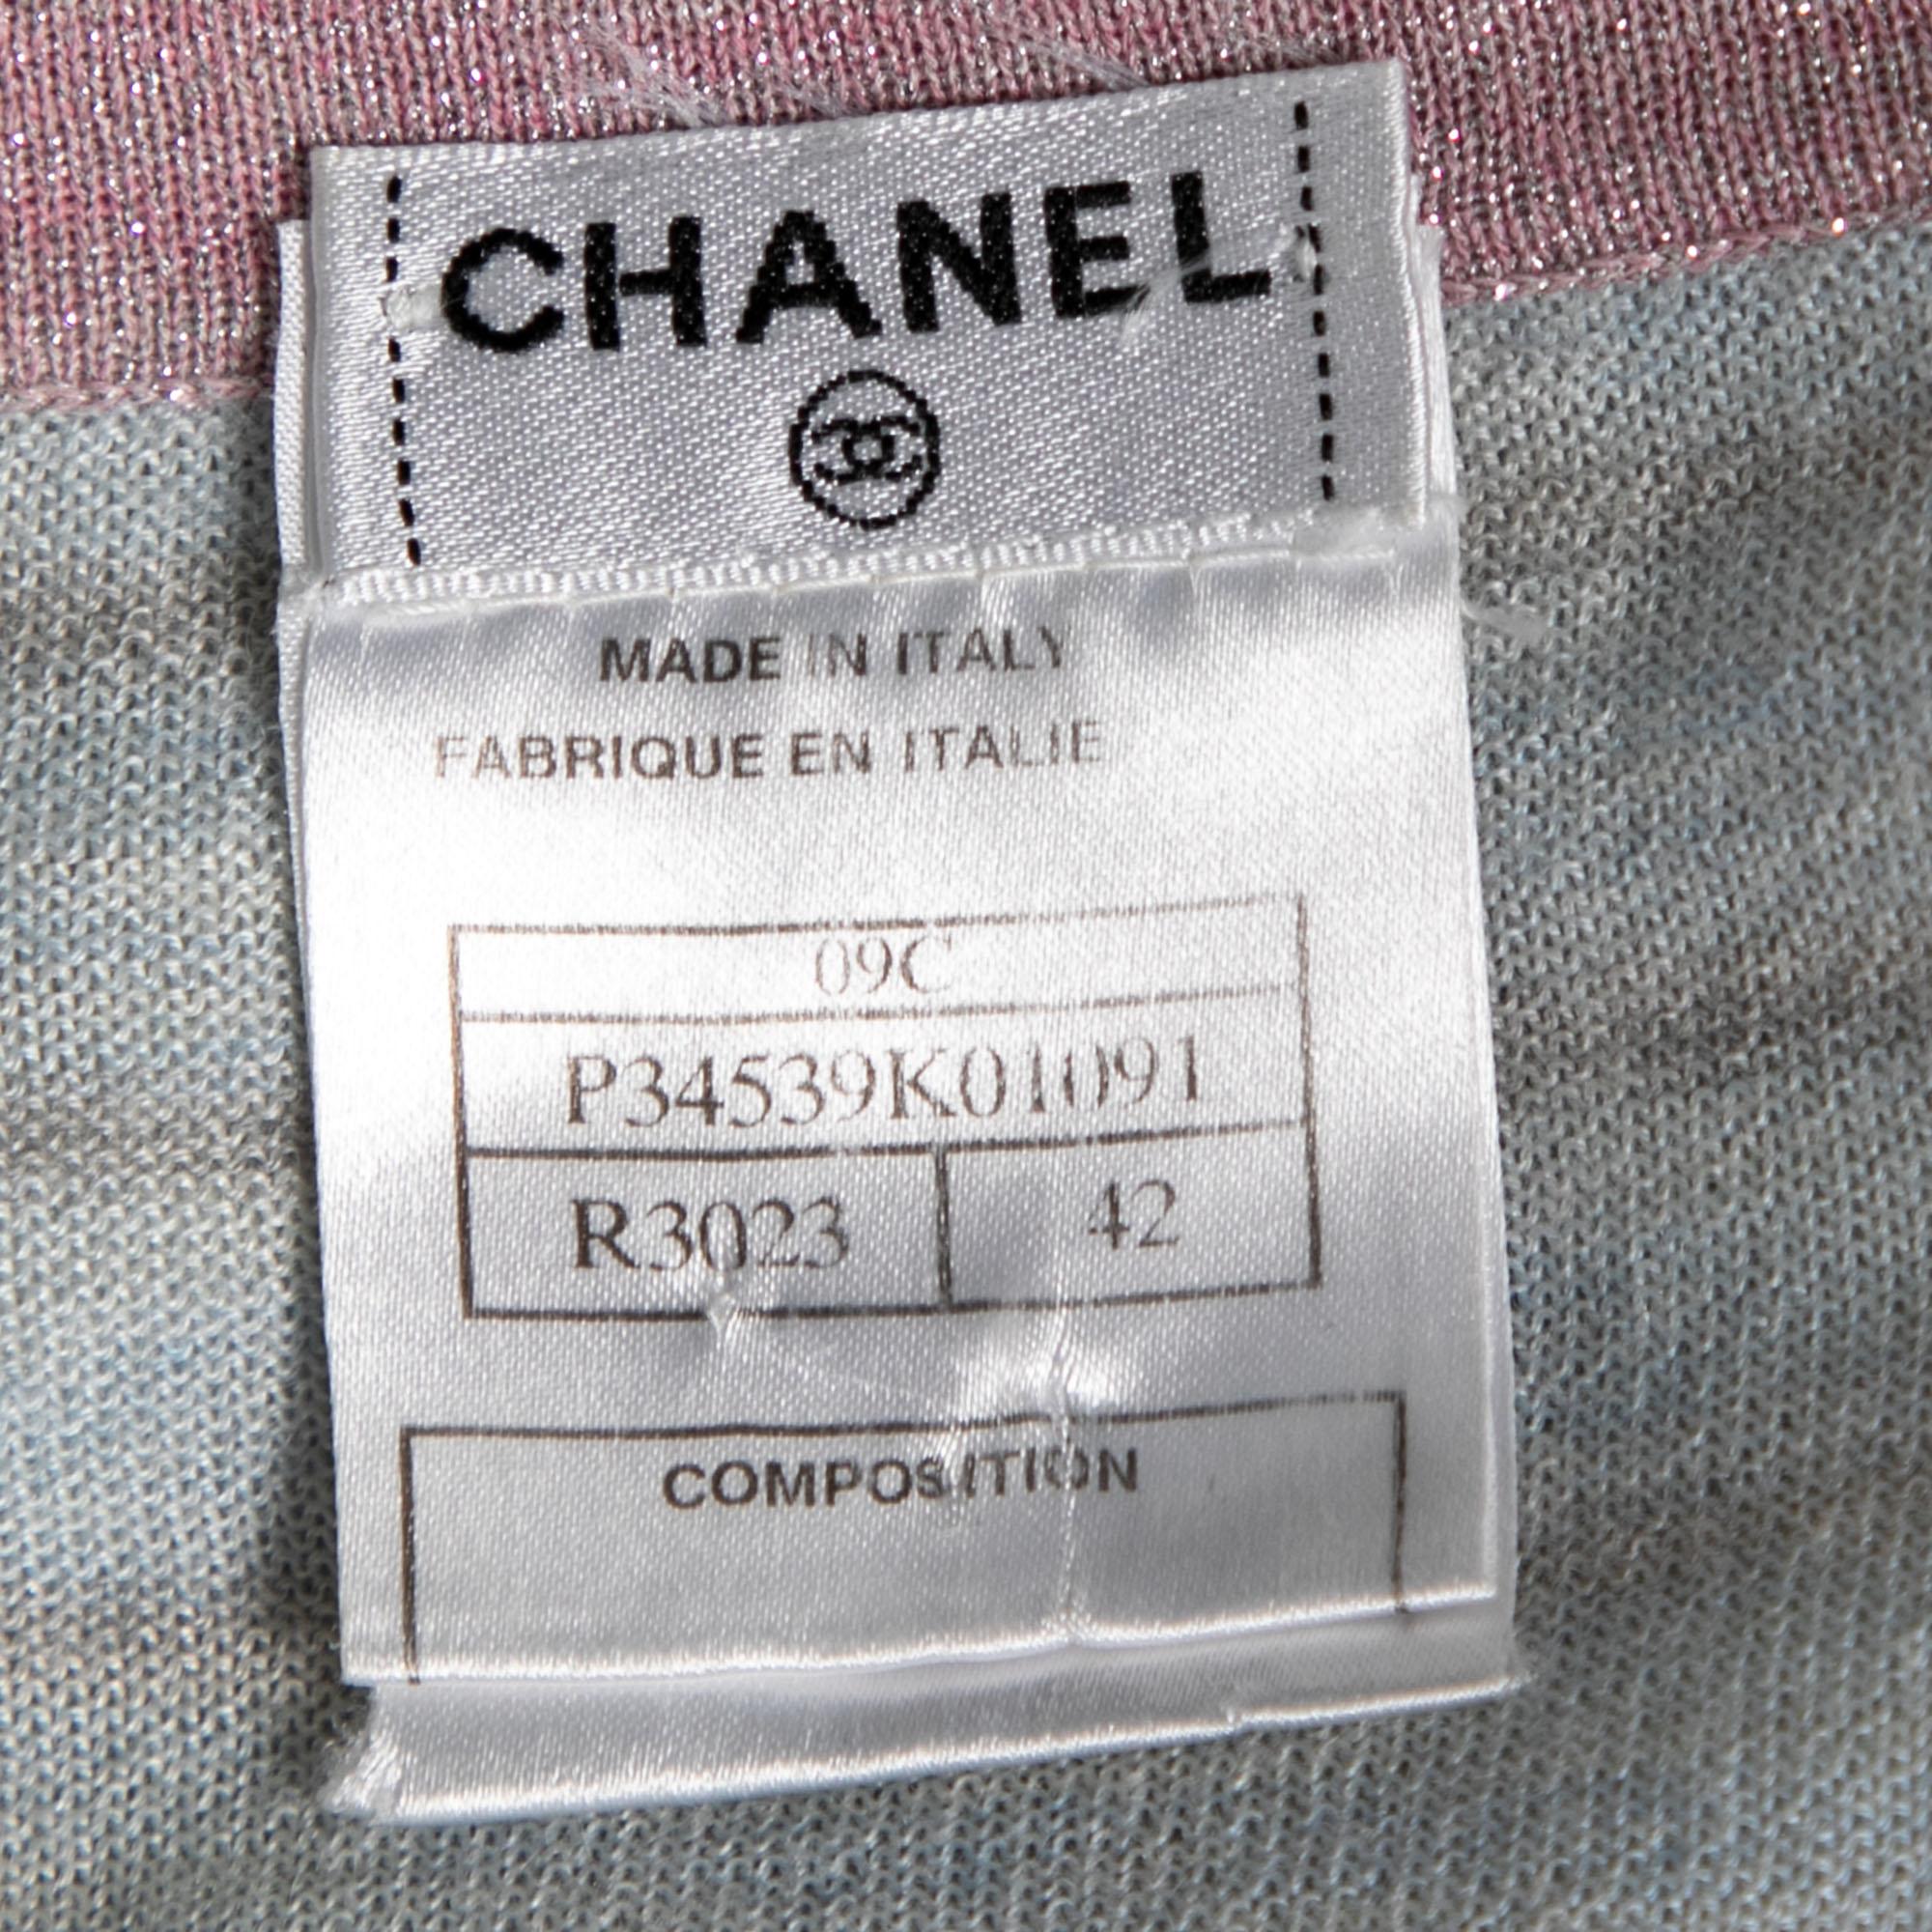 CHANEL
MADE IN ITALY
FABRIQUE EN ITALIE
09C
P34539K01091
R3023 42
COMPOSITION